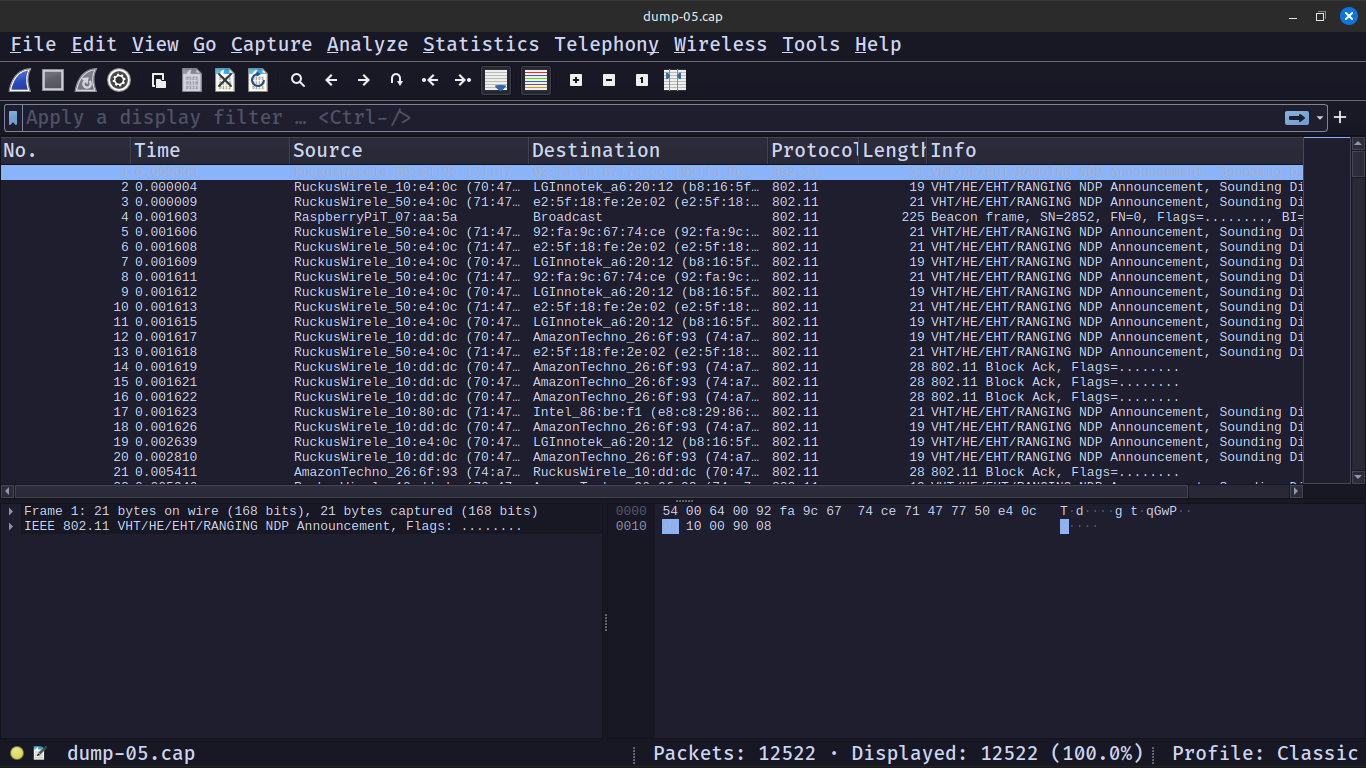 dump-05.cap
File Edit View Go Capture Analyze Statistics Telephony Wireless Tools Help
Apply a display filter … <Ctrl-/>
No. Time Source Destination Protocol Length Info
2 0.000004 RuckusWirele_10:e4:0c (70:47… LGInnotek_a6:20:12 (b8:16:5f… 802.11 19 VHT/HE/EHT/RANGING NDP Announcement, Sounding Di
3 0.000009 RuckusWirele_50:e4:0c (71:47… e2:5f:18:fe:2e:02 (e2:5f:18:… 802.11 21 VHT/HE/EHT/RANGING NDP Announcement, Sounding Di
4 0.001603 RaspberryPiT_07:aa:5a Broadcast 802.11 225 Beacon frame, SN=2852, FN=0, Flags=........, BI=
5 0.001606 RuckusWirele_50:e4:0c (71:47… 92:fa:9c:67:74:ce (92:fa:9c:… 802.11 21 VHT/HE/EHT/RANGING NDP Announcement, Sounding Di
6 0.001608 RuckusWirele_50:e4:0c (71:47… e2:5f:18:fe:2e:02 (e2:5f:18:… 802.11 21 VHT/HE/EHT/RANGING NDP Announcement, Sounding Di
7 0.001609 RuckusWirele_10:e4:0c (70:47… LGInnotek_a6:20:12 (b8:16:5f… 802.11 19 VHT/HE/EHT/RANGING NDP Announcement, Sounding Di
8 0.001611 RuckusWirele_50:e4:0c (71:47… 92:fa:9c:67:74:ce (92:fa:9c:… 802.11 21 VHT/HE/EHT/RANGING NDP Announcement, Sounding Di
9 0.001612 RuckusWirele_10:e4:0c (70:47… LGInnotek_a6:20:12 (b8:16:5f… 802.11 19 VHT/HE/EHT/RANGING NDP Announcement, Sounding Di
10 0.001613 RuckusWirele_50:e4:0c (71:47… e2:5f:18:fe:2e:02 (e2:5f:18:… 802.11 21 VHT/HE/EHT/RANGING NDP Announcement, Sounding Di
11 0.001615 RuckusWirele_10:e4:0c (70:47… LGInnotek_a6:20:12 (b8:16:5f… 802.11 19 VHT/HE/EHT/RANGING NDP Announcement, Sounding Di
12 0.001617 RuckusWirele_10:dd:dc (70:47… AmazonTechno_26:6f:93 (74:a7… 802.11 19 VHT/HE/EHT/RANGING NDP Announcement, Sounding Di
13 0.001618 RuckusWirele_50:e4:0c (71:47… e2:5f:18:fe:2e:02 (e2:5f:18:… 802.11 21 VHT/HE/EHT/RANGING NDP Announcement, Sounding Di
14 0.001619 RuckusWirele_10:dd:dc (70:47… AmazonTechno_26:6f:93 (74:a7… 802.11 28 802.11 Block Ack, Flags=........
15 0.001621 RuckusWirele_10:dd:dc (70:47… AmazonTechno_26:6f:93 (74:a7… 802.11 28 802.11 Block Ack, Flags=........
16 0.001622 RuckusWirele_10:dd:dc (70:47… AmazonTechno_26:6f:93 (74:a7… 802.11 28 802.11 Block Ack, Flags=........
17 0.001623 RuckusWirele_10:80:dc (71:47… Intel_86:be:f1 (e8:c8:29:86:… 802.11 21 VHT/HE/EHT/RANGING NDP Announcement, Sounding Di
18 0.001626 RuckusWirele_10:dd:dc (70:47… AmazonTechno_26:6f:93 (74:a7… 802.11 19 VHT/HE/EHT/RANGING NDP Announcement, Sounding Di
19 0.002639 RuckusWirele_10:e4:0c (70:47… LGInnotek_a6:20:12 (b8:16:5f… 802.11 19 VHT/HE/EHT/RANGING NDP Announcement, Sounding Di
20 0.002810 RuckusWirele_10:dd:dc (70:47… AmazonTechno_26:6f:93 (74:a7… 802.11 19 VHT/HE/EHT/RANGING NDP Announcement, Sounding Di
21 0.005411 AmazonTechno_26:6f:93 (74:a7… RuckusWirele_10:dd:dc (70:47… 802.11 28 802.11 Block Ack, Flags=........
Frame 1: 21 bytes on wire (168 bits), 21 bytes captured (168 bits)
IEEE 802.11 VHT/HE/EHT/RANGING NDP Announcement, Flags: ........
0000 54 00 64 00 92 fa 9c 67 74 ce 71 47 77 50 e4 0c T·d····g t·qGwP··
0010 10 00 90 08 ····
dump-05.cap
Packets: 12522 · Displayed: 12522 (100.0%)
Profile: Classic